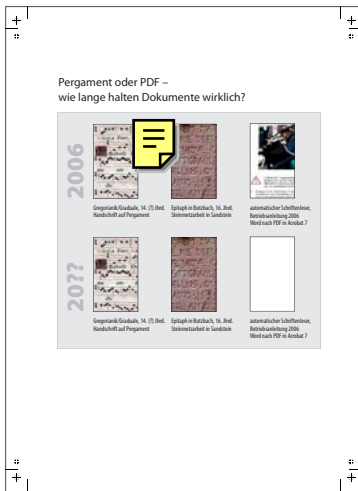 Pergament oder PDF –
wie lange halten Dokumente wirklich?
2006
Gregorianik/Graduale, 14. (?) Jhrd.
Handschrift auf Pergament
Epitaph in Butzbach, 16. Jhrd.
Steinmetzarbeit in Sandstein
automatischer Schriftenleser,
Betriebsanleitung 2006
Word nach PDF in Acrobat 7
20??
Gregorianik/Graduale, 14. (?) Jhrd.
Handschrift auf Pergament
Epitaph in Butzbach, 16. Jhrd.
Steinmetzarbeit in Sandstein
automatischer Schriftenleser,
Betriebsanleitung 2006
Word nach PDF in Acrobat 7